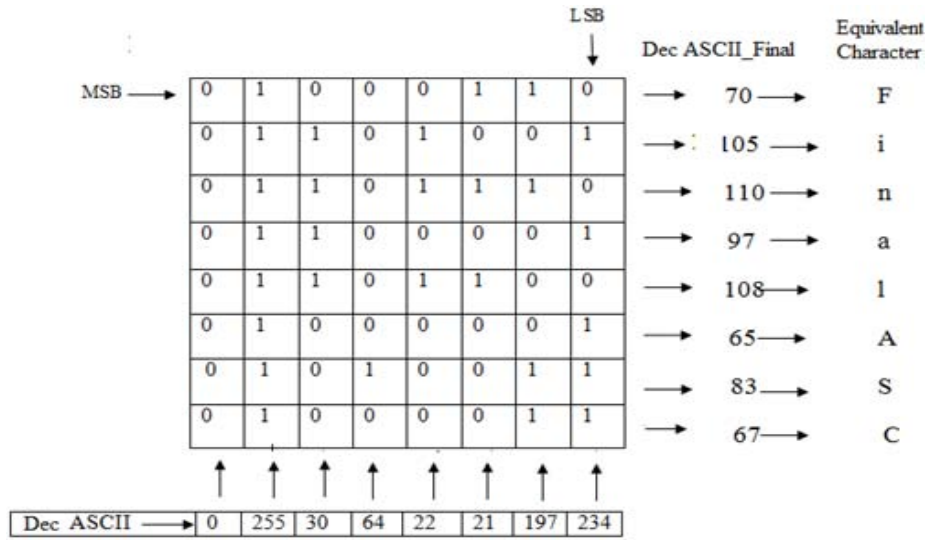 LSB
Dec ASCII_Final Equivalent Character
MSB 0 1 0 0 0 1 1 0 70 F
0 1 1 0 1 0 0 1 105 i
0 1 1 0 1 1 1 0 110 n
0 1 1 0 0 0 0 1 97 a
0 1 1 0 1 1 0 0 108 l
0 1 0 0 0 0 0 1 65 A
0 1 0 1 0 0 1 1 83 S
0 1 0 0 0 0 1 1 67 C
Dec ASCII 0 255 30 64 22 21 197 234